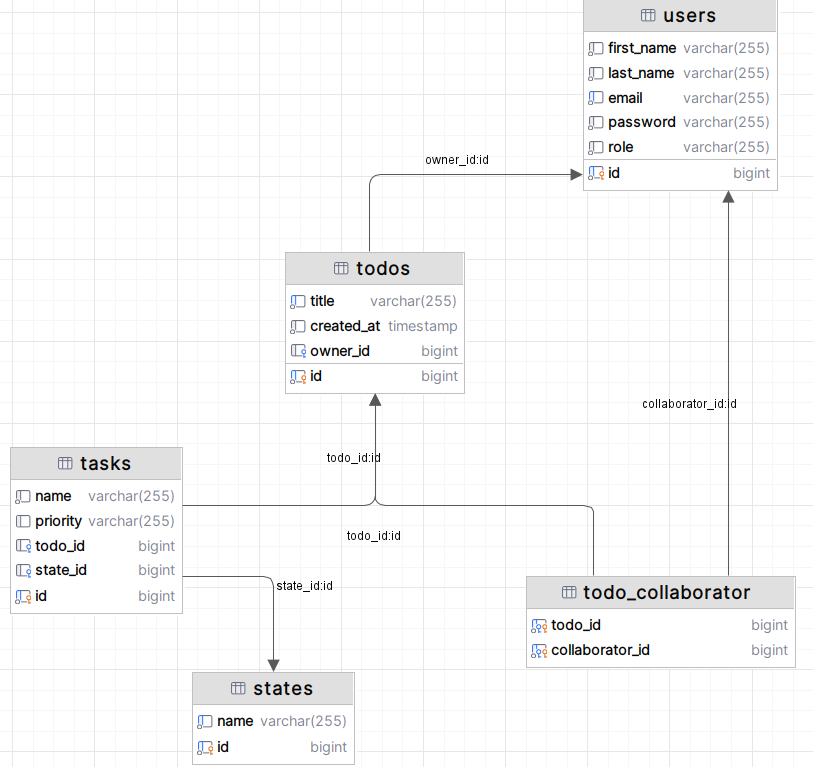 users
first_name varchar(255)
last_name varchar(255)
email varchar(255)
password varchar(255)
role varchar(255)
id bigint
owner_id:id
todos
title varchar(255)
created_at timestamp
owner_id bigint
id bigint
collaborator_id:id
todo_id:id
tasks
name varchar(255)
priority varchar(255)
todo_id bigint
state_id bigint
id bigint
todo_id:id
state_id:id
todo_collaborator
todo_id bigint
collaborator_id bigint
states
name varchar(255)
id bigint